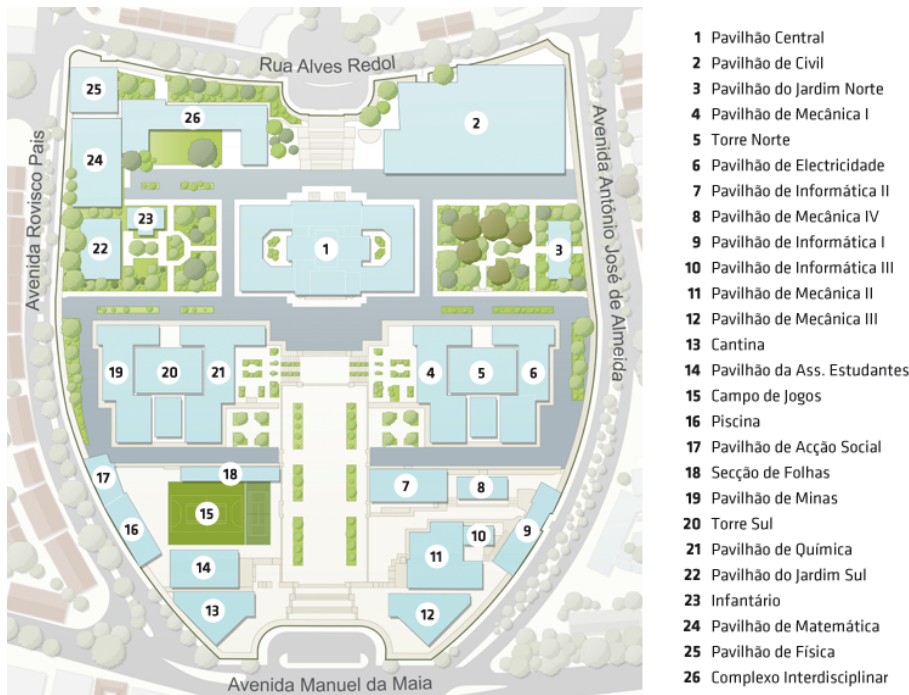 Rua Alves Redol
Avenida Rovisco Pais
Avenida António José de Almeida
Avenida Manuel da Maia
25
26
2
24
23
22
1
3
19
20
21
4
5
6
17
18
7
8
16
15
9
10
14
11
13
12
1 Pavilhão Central
2 Pavilhão de Civil
3 Pavilhão do Jardim Norte
4 Pavilhão de Mecânica I
5 Torre Norte
6 Pavilhão de Electricidade
7 Pavilhão de Informática II
8 Pavilhão de Mecânica IV
9 Pavilhão de Informática I
10 Pavilhão de Informática III
11 Pavilhão de Mecânica II
12 Pavilhão de Mecânica III
13 Cantina
14 Pavilhão da Ass. Estudantes
15 Campo de Jogos
16 Piscina
17 Pavilhão de Acção Social
18 Secção de Folhas
19 Pavilhão de Minas
20 Torre Sul
21 Pavilhão de Química
22 Pavilhão do Jardim Sul
23 Infantário
24 Pavilhão de Matemática
25 Pavilhão de Física
26 Complexo Interdisciplinar